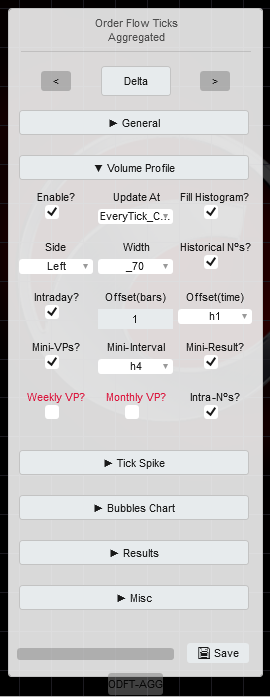 Order Flow Ticks
Aggregated
< Delta >
▶ General
▼ Volume Profile
Enable? Update At Fill Histogram?
EveryTick_C...
Side Width Historical Nºs?
Left _70
Intraday? Offset(bars) Offset(time)
1 h1
Mini-VPs? Mini-Interval Mini-Result?
h4
Weekly VP? Monthly VP? Intra-Nºs?
▶ Tick Spike
▶ Bubbles Chart
▶ Results
▶ Misc
Save
ODFT-AGG